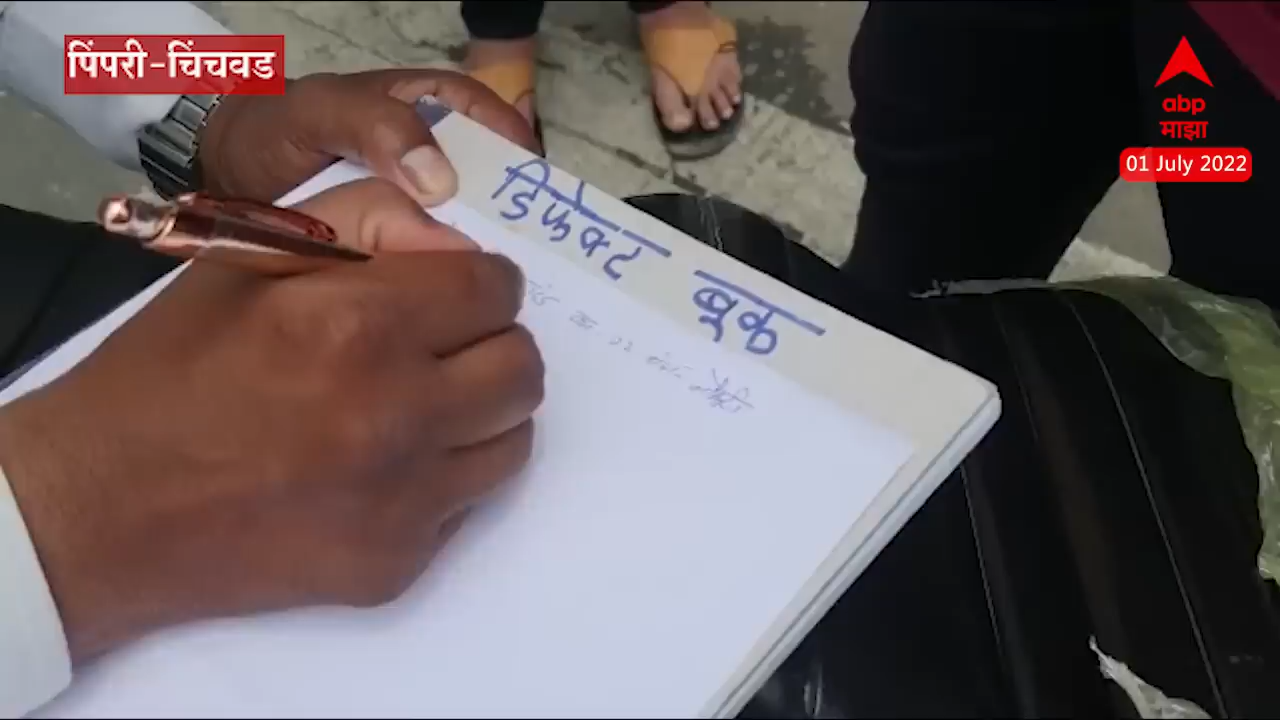 पिंपरी-चिंचवड
abp
माझा
01 July 2022
डिफेक्ट बूक